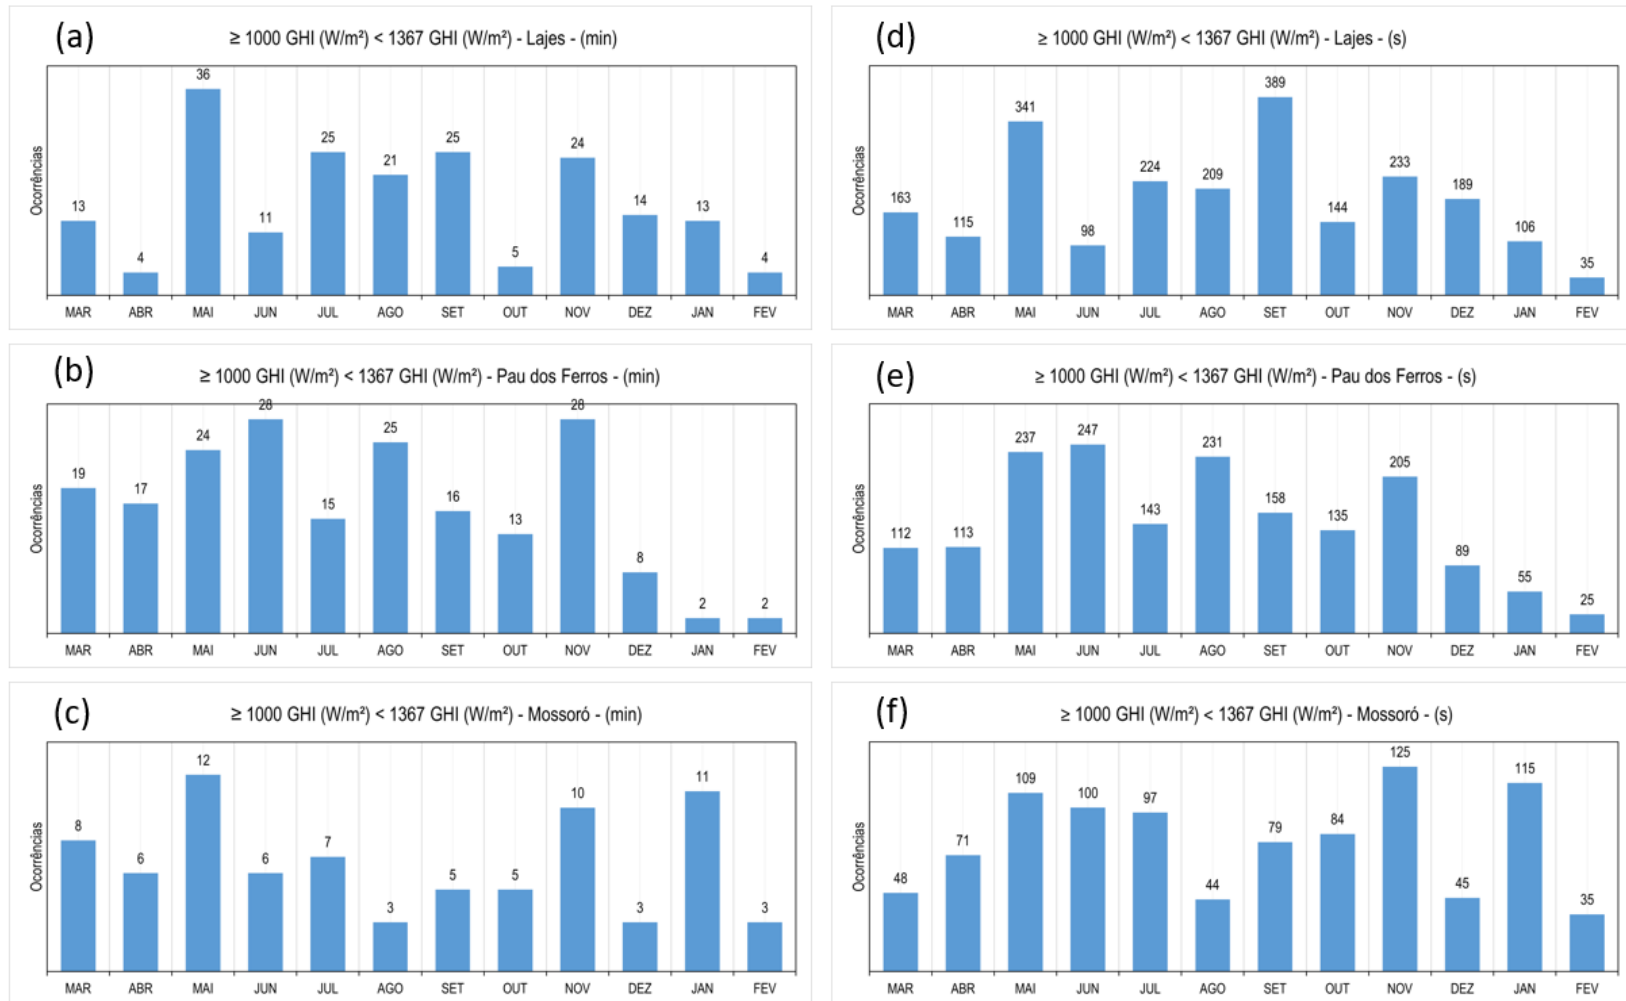 (a)
≥ 1000 GHI (W/m²) < 1367 GHI (W/m²) - Lajes - (min)
Ocorrências
13 4 36 11 25 21 25 5 24 14 13 4
MAR ABR MAI JUN JUL AGO SET OUT NOV DEZ JAN FEV
(d)
≥ 1000 GHI (W/m²) < 1367 GHI (W/m²) - Lajes - (s)
Ocorrências
163 115 341 98 224 209 389 144 233 189 106 35
MAR ABR MAI JUN JUL AGO SET OUT NOV DEZ JAN FEV
(b)
≥ 1000 GHI (W/m²) < 1367 GHI (W/m²) - Pau dos Ferros - (min)
Ocorrências
19 17 24 28 15 25 16 13 28 8 2 2
MAR ABR MAI JUN JUL AGO SET OUT NOV DEZ JAN FEV
(e)
≥ 1000 GHI (W/m²) < 1367 GHI (W/m²) - Pau dos Ferros - (s)
Ocorrências
112 113 237 247 143 231 158 135 205 89 55 25
MAR ABR MAI JUN JUL AGO SET OUT NOV DEZ JAN FEV
(c)
≥ 1000 GHI (W/m²) < 1367 GHI (W/m²) - Mossoró - (min)
Ocorrências
8 6 12 6 7 3 5 5 10 3 11 3
MAR ABR MAI JUN JUL AGO SET OUT NOV DEZ JAN FEV
(f)
≥ 1000 GHI (W/m²) < 1367 GHI (W/m²) - Mossoró - (s)
Ocorrências
48 71 109 100 97 44 79 84 125 45 115 35
MAR ABR MAI JUN JUL AGO SET OUT NOV DEZ JAN FEV